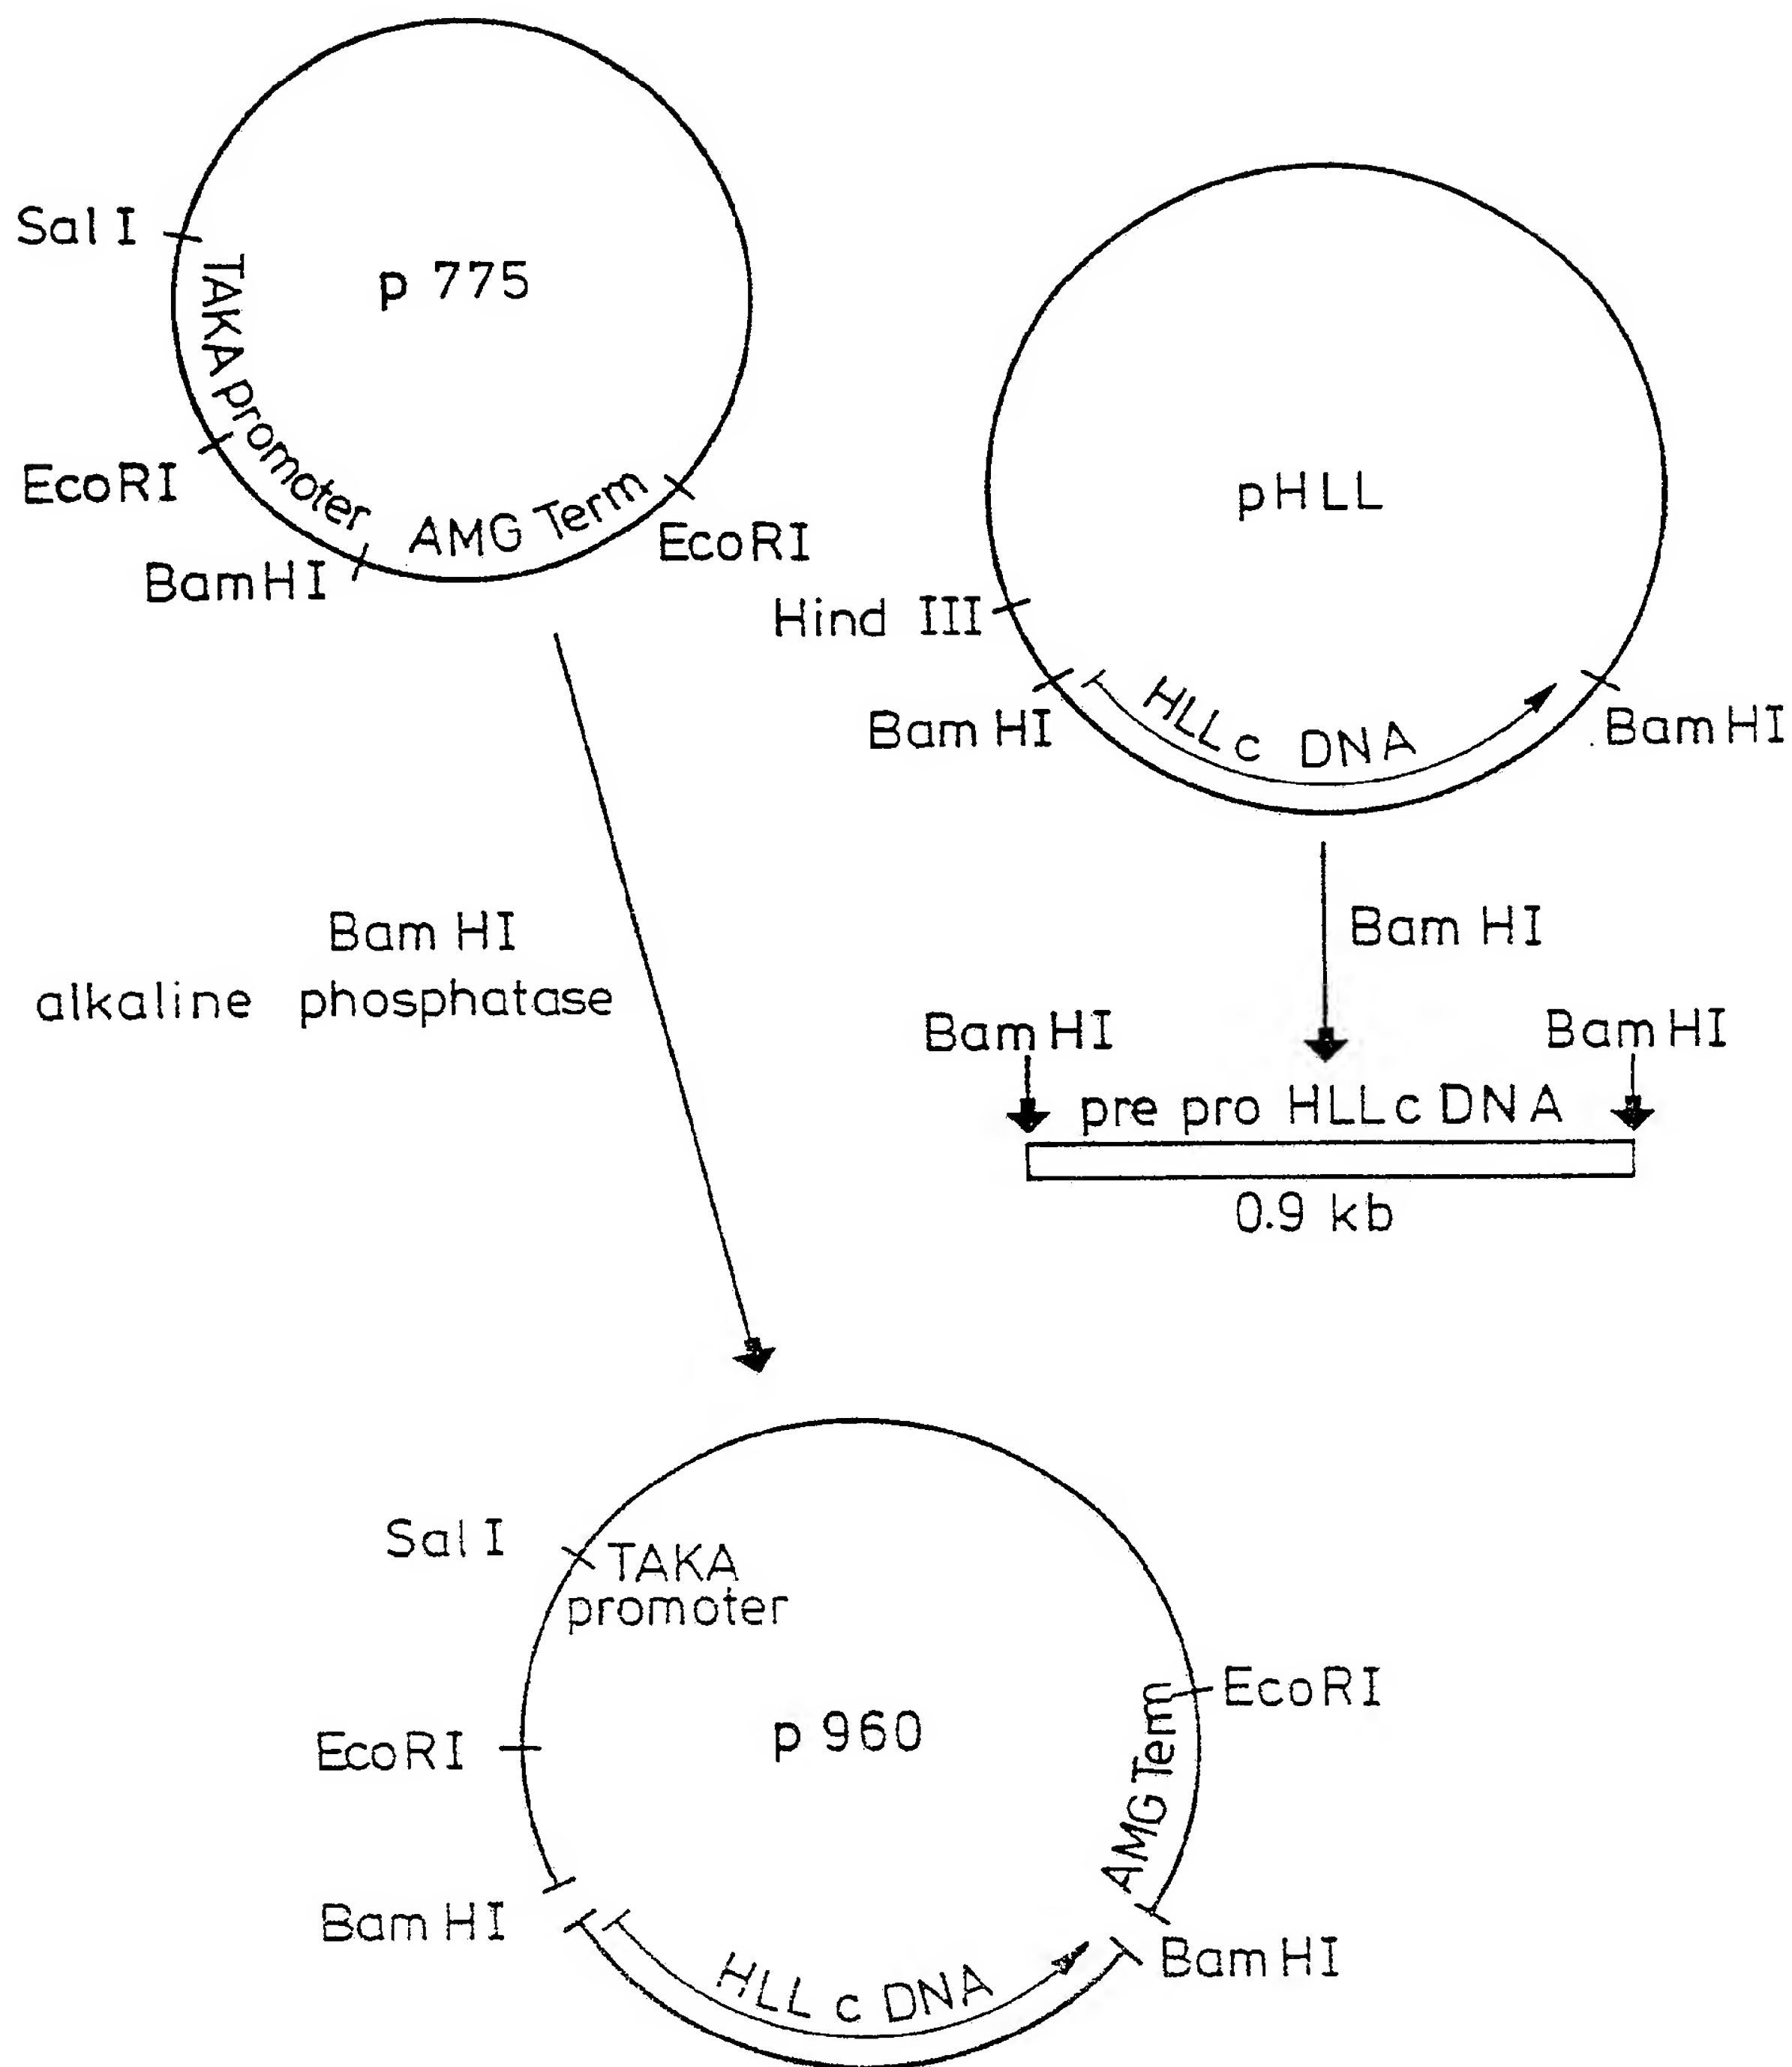 Sal I
p 775
TAKA promoter
EcoRI
AMG Term
EcoRI
BamHI
pHLL
Hind III
Bam HI
HLL c DNA
BamHI
Bam HI
alkaline phosphatase
Bam HI
Bam HI
Bam HI
pre pro HLL c DNA
0.9 kb
Sal I
TAKA
promoter
EcoRI
p 960
EcoRI
AMG Term
Bam HI
BamHI
HLL c DNA